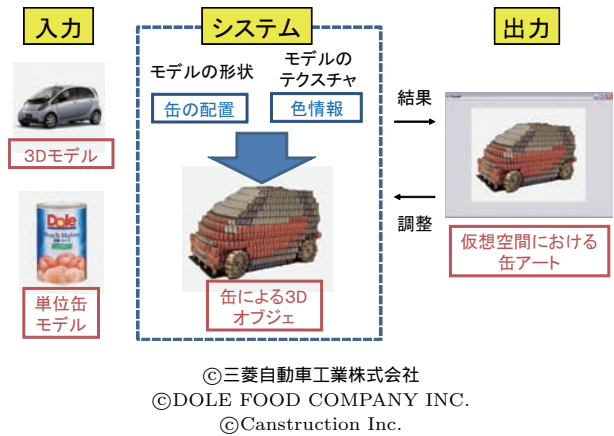 入力
システム
出力
3Dモデル
Dole
単位缶
モデル
モデルの形状
缶の配置
モデルの
テクスチャ
色情報
缶による3D
オブジェ
結果
調整
仮想空間における
缶アート
©三菱自動車工業株式会社
©DOLE FOOD COMPANY INC.
©Canstruction Inc.